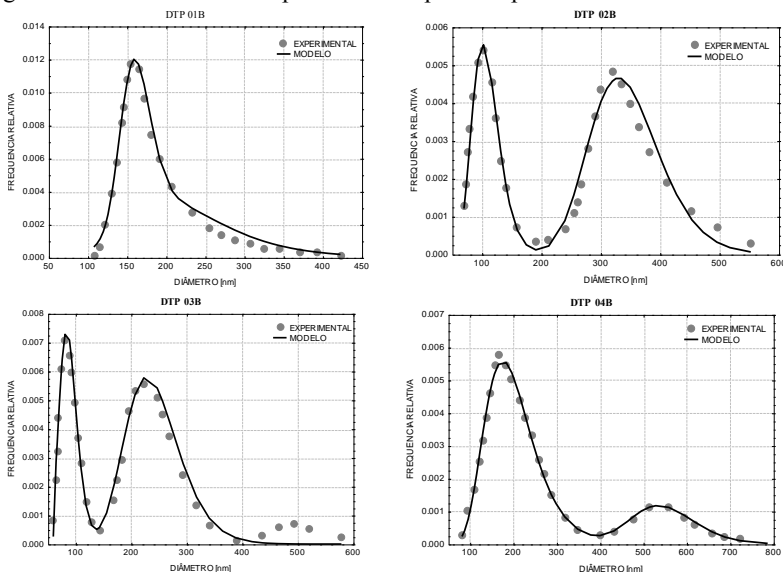 DTP 01B
0.014
0.012
0.010
0.008
0.006
0.004
0.002
0.000
FREQUENCIA RELATIVA
EXPERIMENTAL
MODELO
50 100 150 200 250 300 350 400 450
DIÂMETRO [nm]
DTP 02B
0.006
0.005
0.004
0.003
0.002
0.001
0.000
FREQUENCIA RELATIVA
EXPERIMENTAL
MODELO
100 200 300 400 500 600
DIÂMETRO [nm]
DTP 03B
0.008
0.007
0.006
0.005
0.004
0.003
0.002
0.001
0.000
FREQUÊNCIA RELATIVA
EXPERIMENTAL
MODELO
100 200 300 400 500 600
DIÂMETRO [nm]
DTP 04B
0.007
0.006
0.005
0.004
0.003
0.002
0.001
0.000
FREQUENCIA RELATIVA
EXPERIMENTAL
MODELO
100 200 300 400 500 600 700 800
DIÂMETRO [nm]